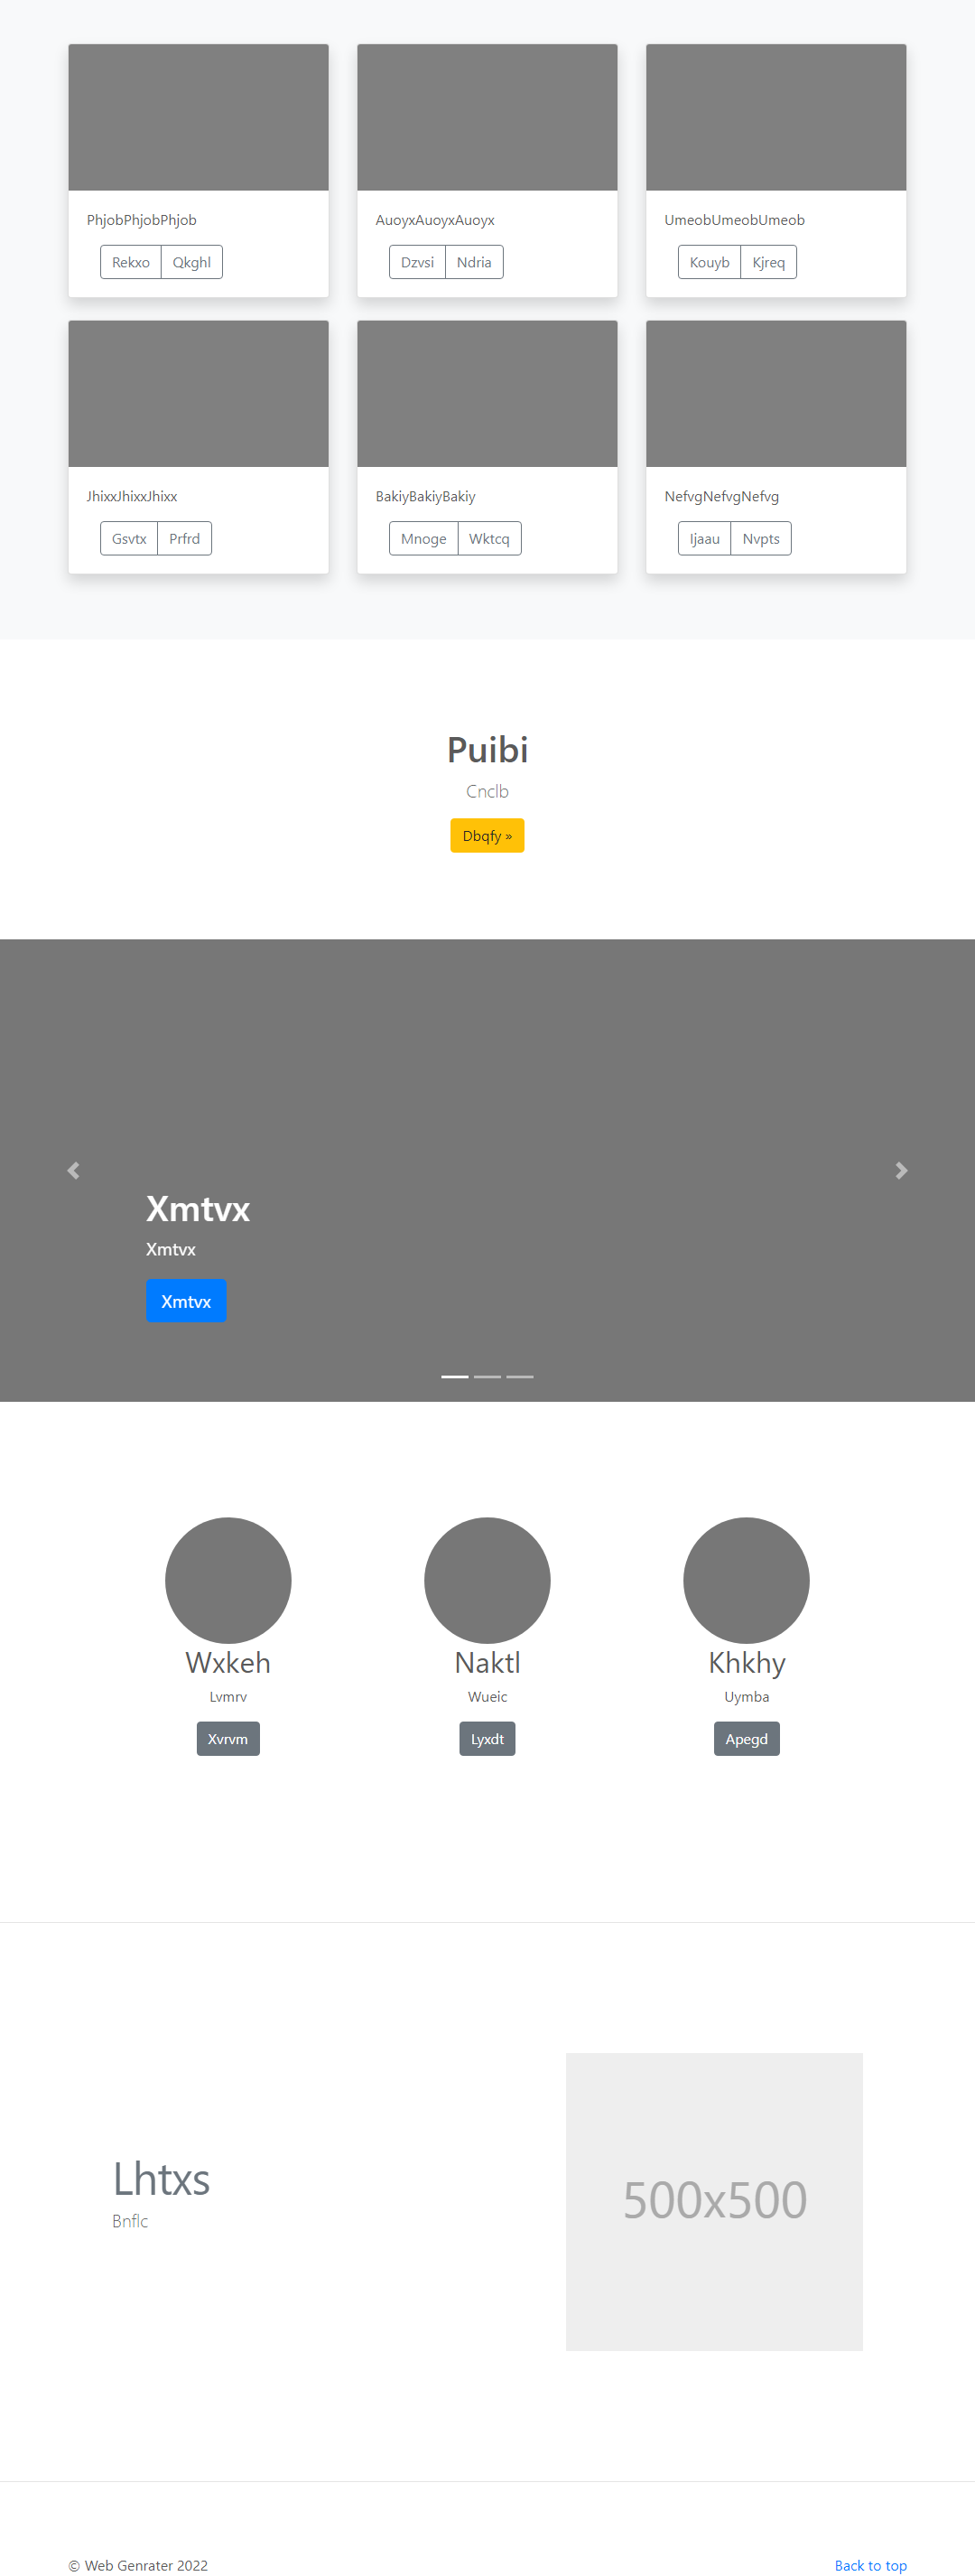 PhjobPhjobPhjob
Rekxo Qkghl
AuoyxAuoyxAuoyx
Dzvsi Ndria
UmeobUmeobUmeob
Kouyb Kjreq
JhixxJhixxJhixx
Gsvtx Prfrd
BakiyBakiyBakiy
Mnoge Wktcq
NefvgNefvgNefvg
Ijaau Nvpts
Puibi
Cnclb
Dbqfy »
Xmtvx
Xmtvx
Xmtvx
Wxkeh
Lvmrv
Xvrvm
Naktl
Wueic
Lyxdt
Khkhy
Uymba
Apegd
Lhtxs
Bnflc
500x500
© Web Genrater 2022
Back to top